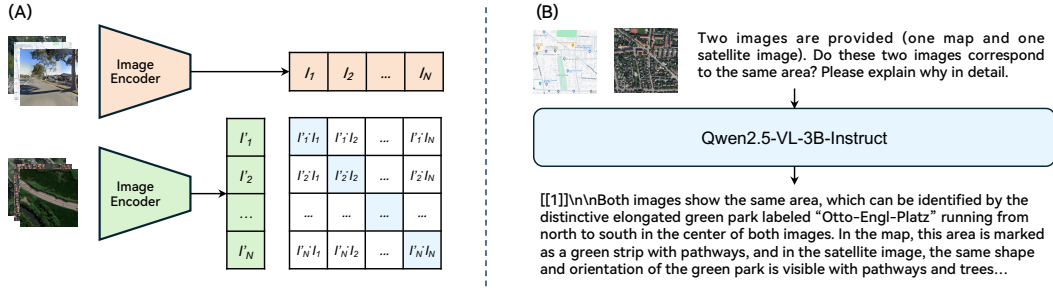 (A)
Image
Encoder
I1 I2 ... IN
Image
Encoder
I'1
I'2
...
I'N
I'1·I1 I'1·I2 ... I'1·IN
I'2·I1 I'2·I2 ... I'2·IN
... ... ... ...
I'N·I1 I'N·I2 ... I'N·IN
(B)
Two images are provided (one map and one
satellite image). Do these two images correspond
to the same area? Please explain why in detail.
Qwen2.5-VL-3B-Instruct
[[1]]\n\nBoth images show the same area, which can be identified by the
distinctive elongated green park labeled “Otto-Engl-Platz” running from
north to south in the center of both images. In the map, this area is marked
as a green strip with pathways, and in the satellite image, the same shape
and orientation of the green park is visible with pathways and trees…